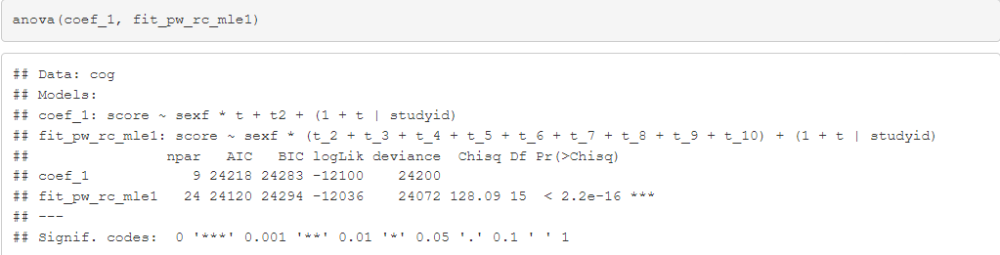 anova(coef_1, fit_pw_rc_mle1)
## Data: cog
## Models:
## coef_1: score ~ sexf * t + t2 + (1 + t | studyid)
## fit_pw_rc_mle1: score ~ sexf * (t_2 + t_3 + t_4 + t_5 + t_6 + t_7 + t_8 + t_9 + t_10) + (1 + t | studyid)
##                npar   AIC   BIC logLik deviance  Chisq Df Pr(>Chisq)
## coef_1            9 24218 24283 -12100    24200
## fit_pw_rc_mle1   24 24120 24294 -12036    24072 128.09 15  < 2.2e-16 ***
## ---
## Signif. codes:  0 '***' 0.001 '**' 0.01 '*' 0.05 '.' 0.1 ' ' 1